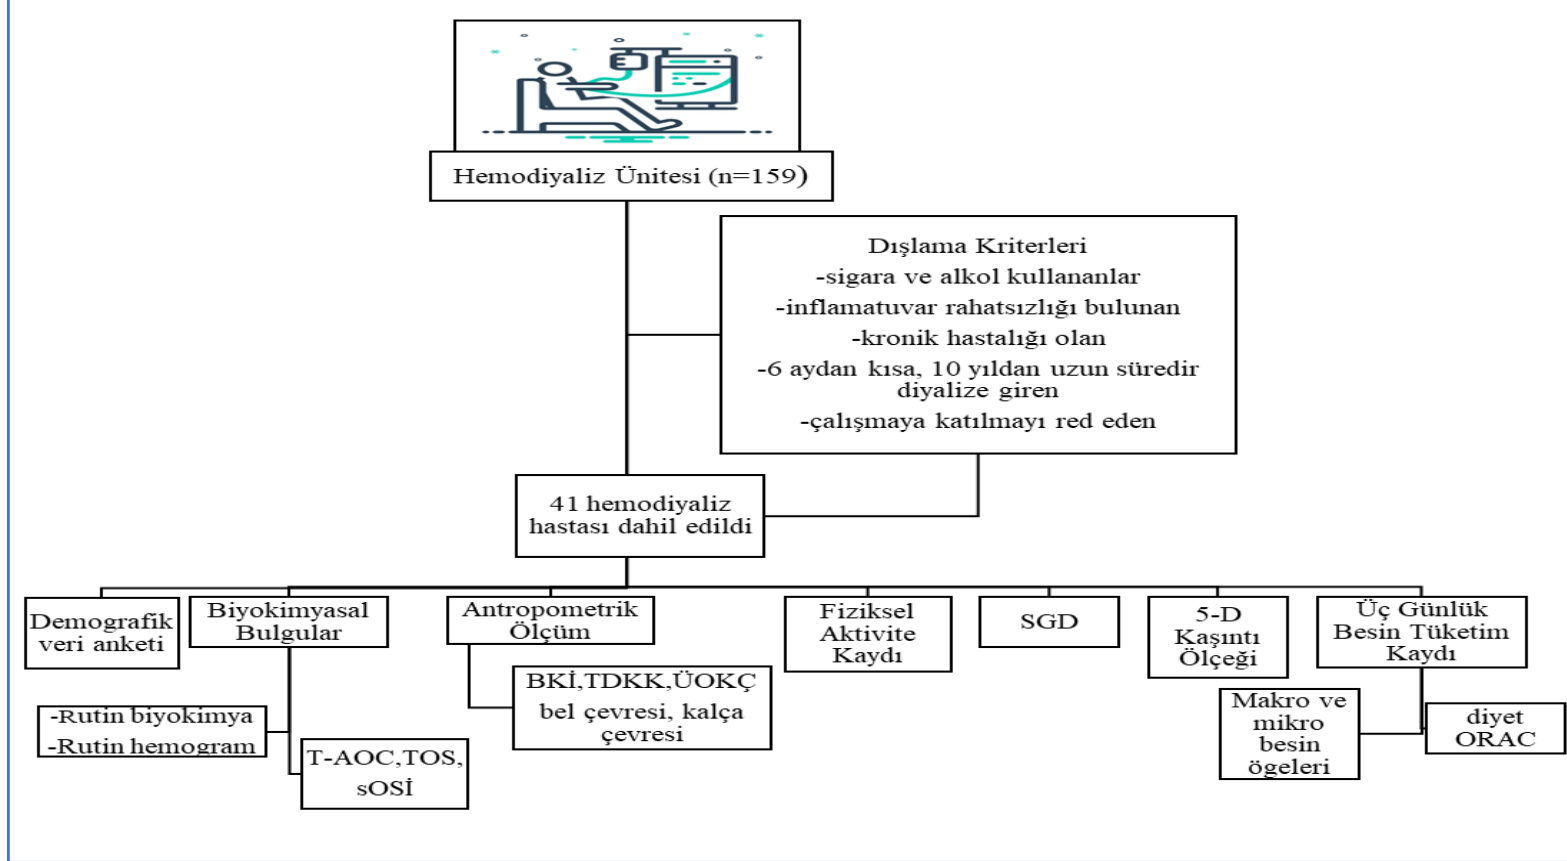 Hemodiyaliz Ünitesi (n=159)
Dışlama Kriterleri
-sigara ve alkol kullananlar
-inflamatuvar rahatsızlığı bulunan
-kronik hastalığı olan
-6 aydan kısa, 10 yıldan uzun süredir
diyalize giren
-çalışmaya katılmayı red eden
41 hemodiyaliz
hastası dahil edildi
Demografik
veri anketi
Biyokimyasal
Bulgular
-Rutin biyokimya
-Rutin hemogram
T-AOC,TOS,
sOSİ
Antropometrik
Ölçüm
BKİ,TDKK,ÜOKÇ
bel çevresi, kalça
çevresi
Fiziksel
Aktivite
Kaydı
SGD
5-D
Kaşıntı
Ölçeği
Üç Günlük
Besin Tüketim
Kaydı
Makro ve
mikro
besin
ögeleri
diyet
ORAC